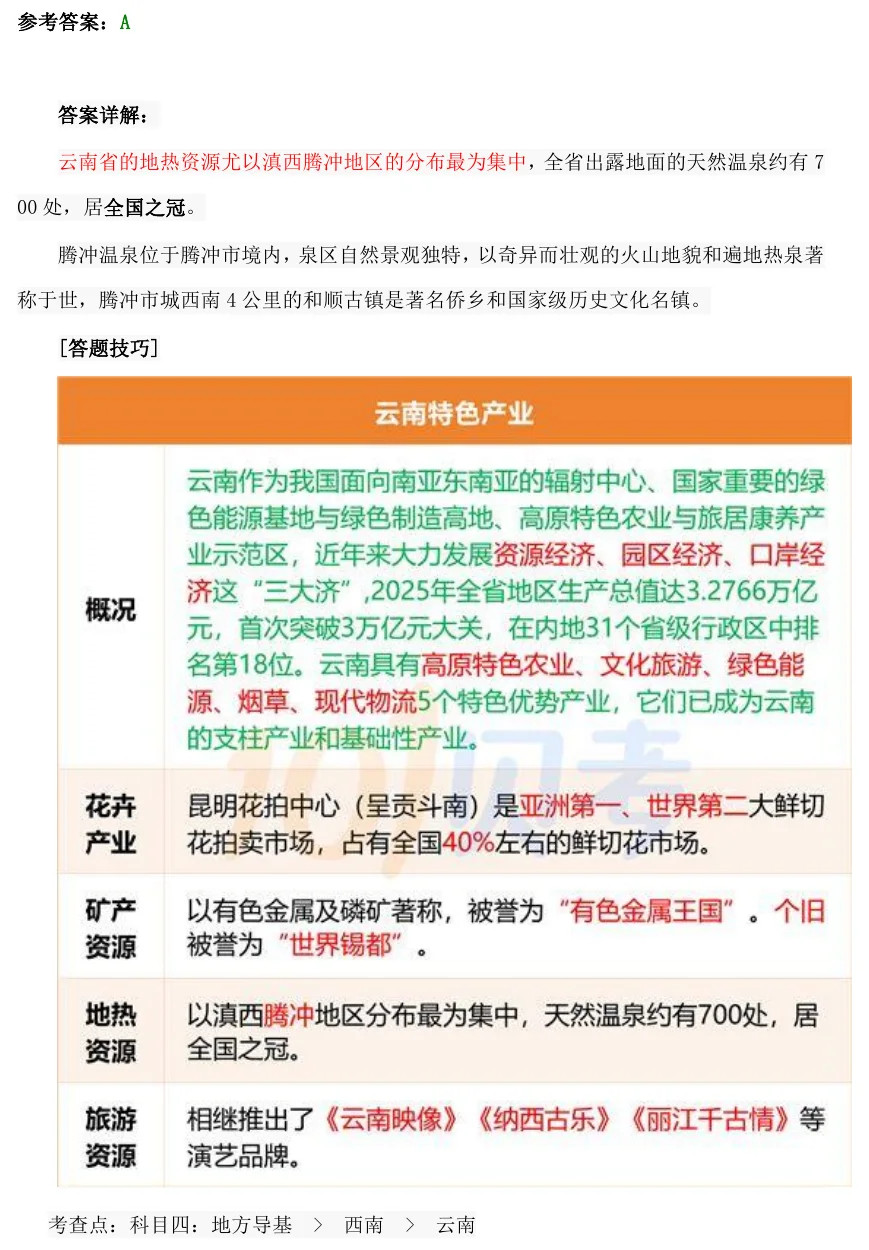 参考答案：A
答案详解：
云南省的地热资源尤以滇西腾冲地区的分布最为集中，全省出露地面的天然温泉约有 7
00 处，居全国之冠。
腾冲温泉位于腾冲市境内，泉区自然景观独特，以奇异而壮观的火山地貌和遍地热泉著
称于世，腾冲市城西南 4 公里的和顺古镇是著名侨乡和国家级历史文化名镇。
[答题技巧]
云南特色产业
概况
云南作为我国面向南亚东南亚的辐射中心、国家重要的绿
色能源基地与绿色制造高地、高原特色农业与旅居康养产
业示范区，近年来大力发展资源经济、园区经济、口岸经
济这“三大济”,2025年全省地区生产总值达3.2766万亿
元，首次突破3万亿元大关，在内地31个省级行政区中排
名第18位。云南具有高原特色农业、文化旅游、绿色能
源、烟草、现代物流5个特色优势产业，它们已成为云南
的支柱产业和基础性产业。
花卉
产业
昆明花拍中心（呈贡斗南）是亚洲第一、世界第二大鲜切
花拍卖市场，占有全国40%左右的鲜切花市场。
矿产
资源
以有色金属及磷矿著称，被誉为“有色金属王国”。个旧
被誉为“世界锡都”。
地热
资源
以滇西腾冲地区分布最为集中，天然温泉约有700处，居
全国之冠。
旅游
资源
相继推出了《云南映像》《纳西古乐》《丽江千古情》等
演艺品牌。
101贝考
考查点：科目四：地方导基 > 西南 > 云南